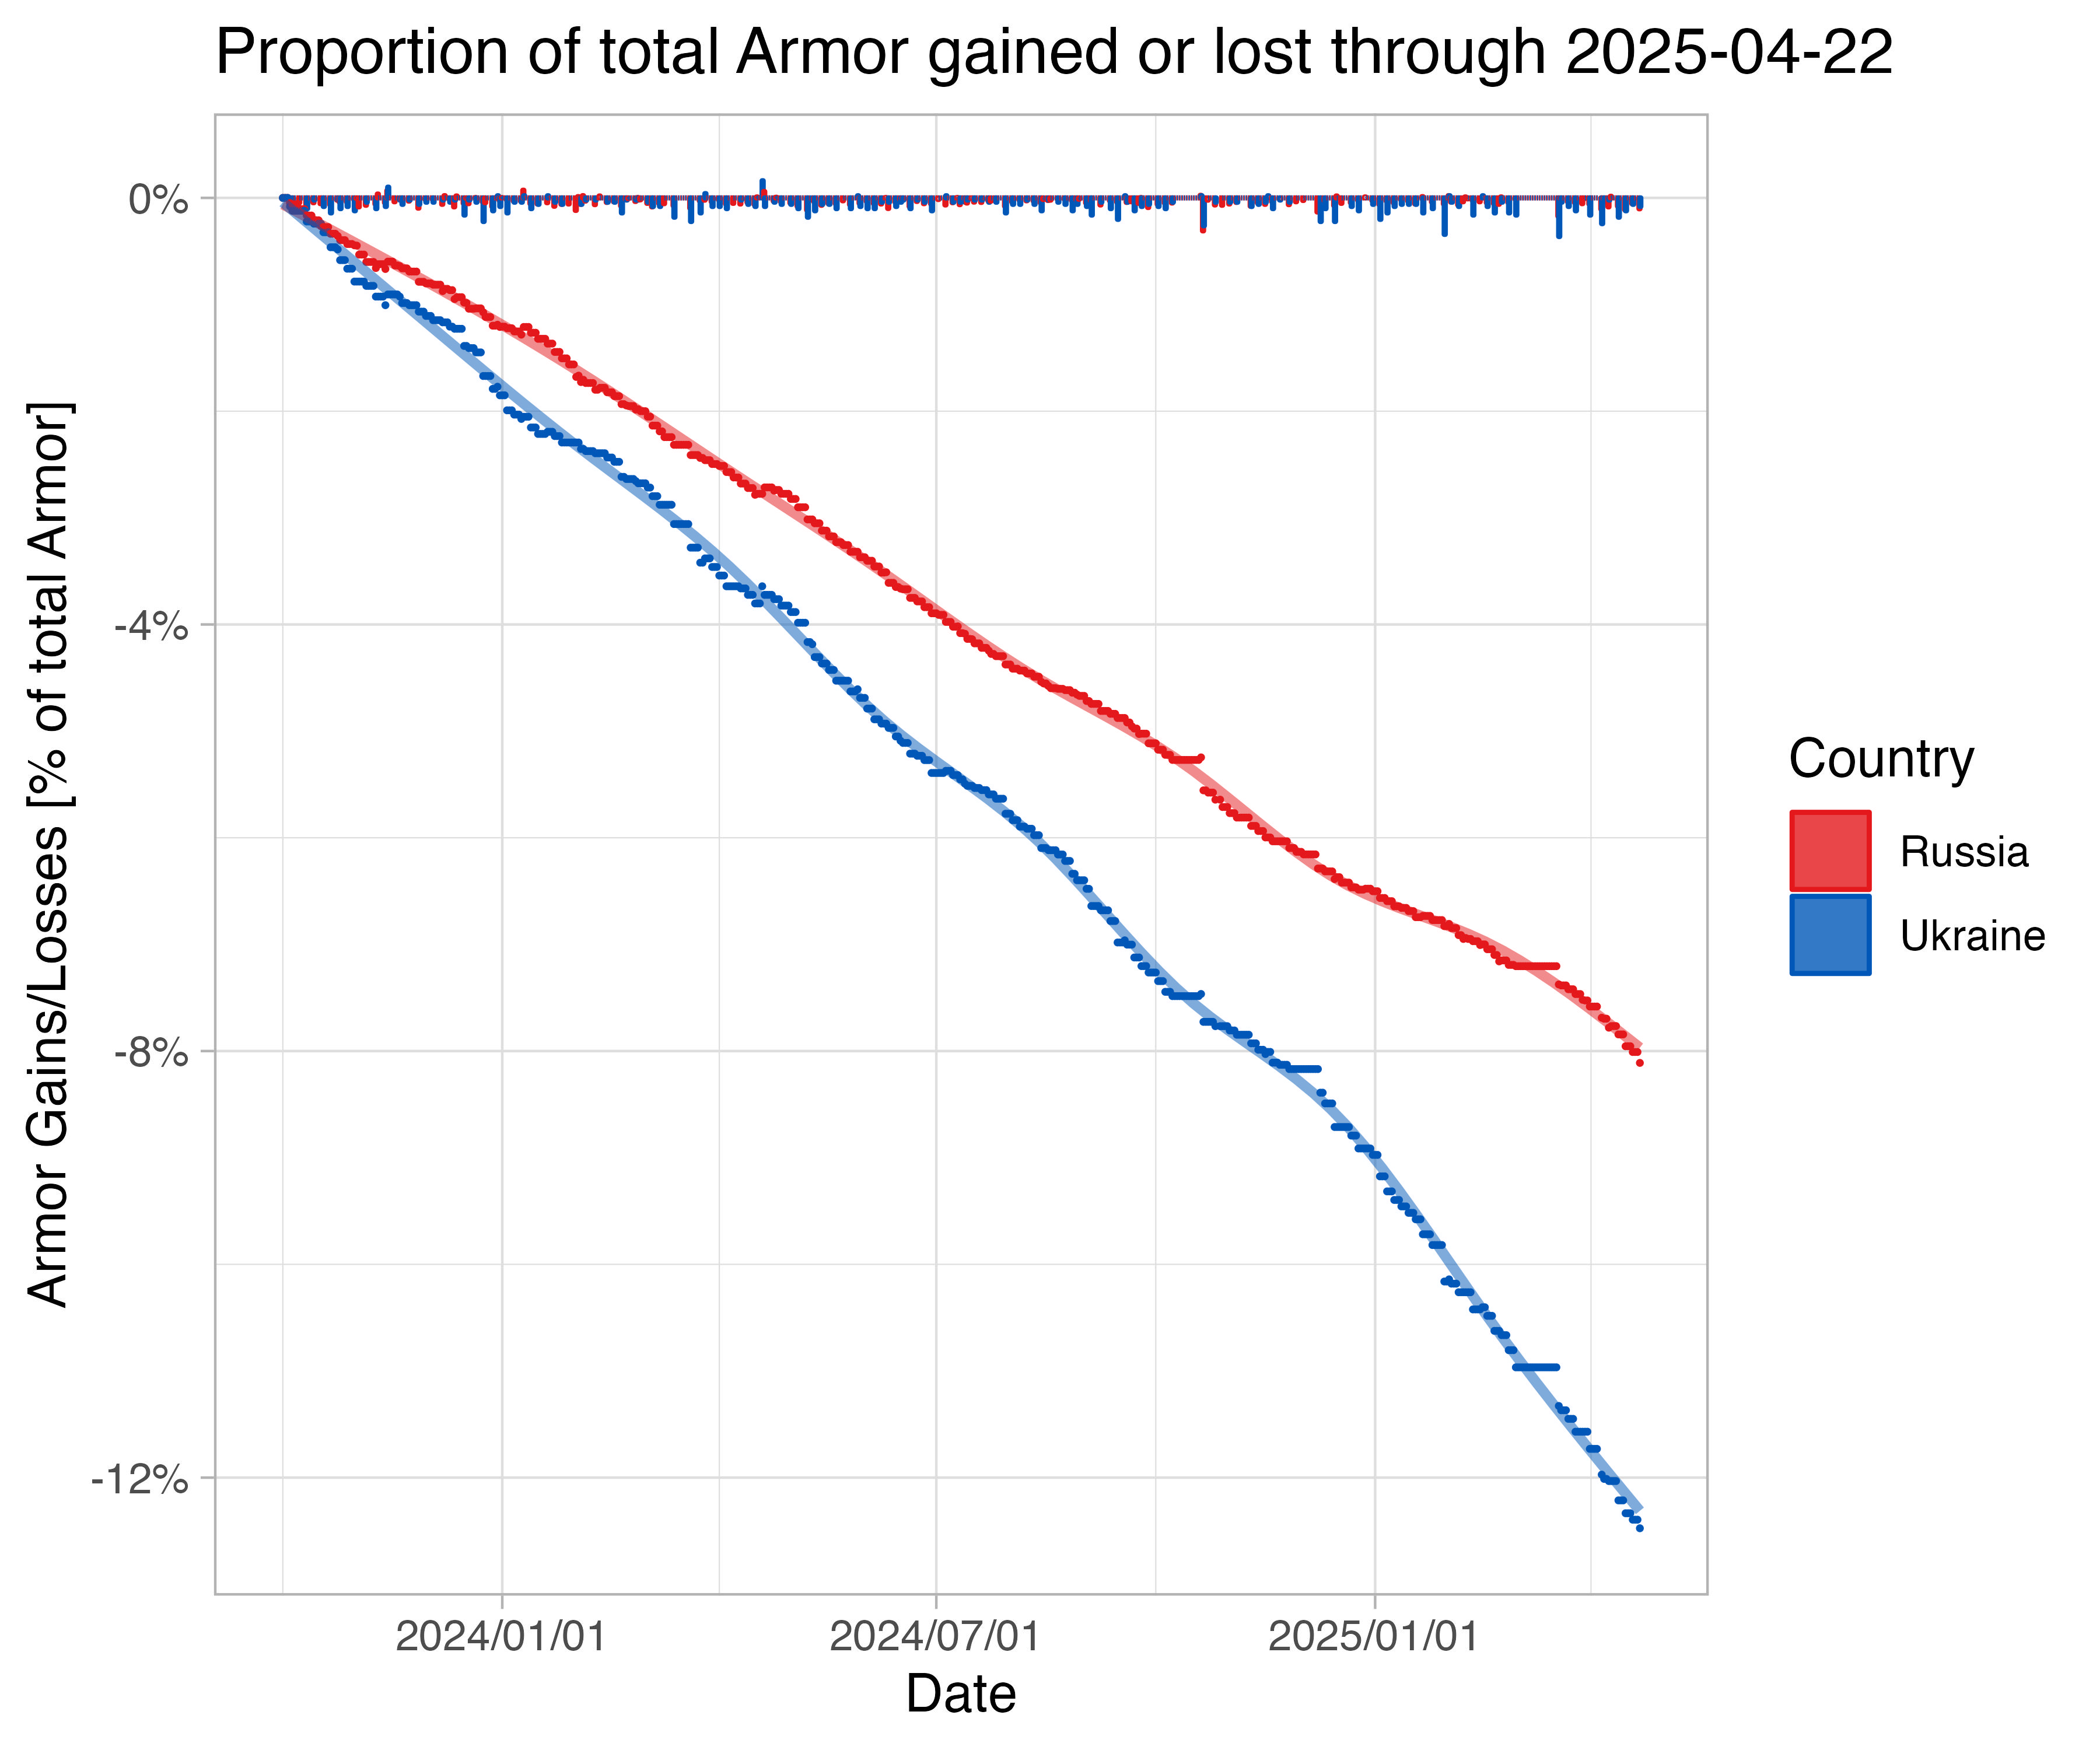 Proportion of total Armor gained or lost through 2025-04-22
Armor Gains/Losses [% of total Armor]
0%
-4%
-8%
-12%
2024/01/01
2024/07/01
2025/01/01
Date
Country
Russia
Ukraine